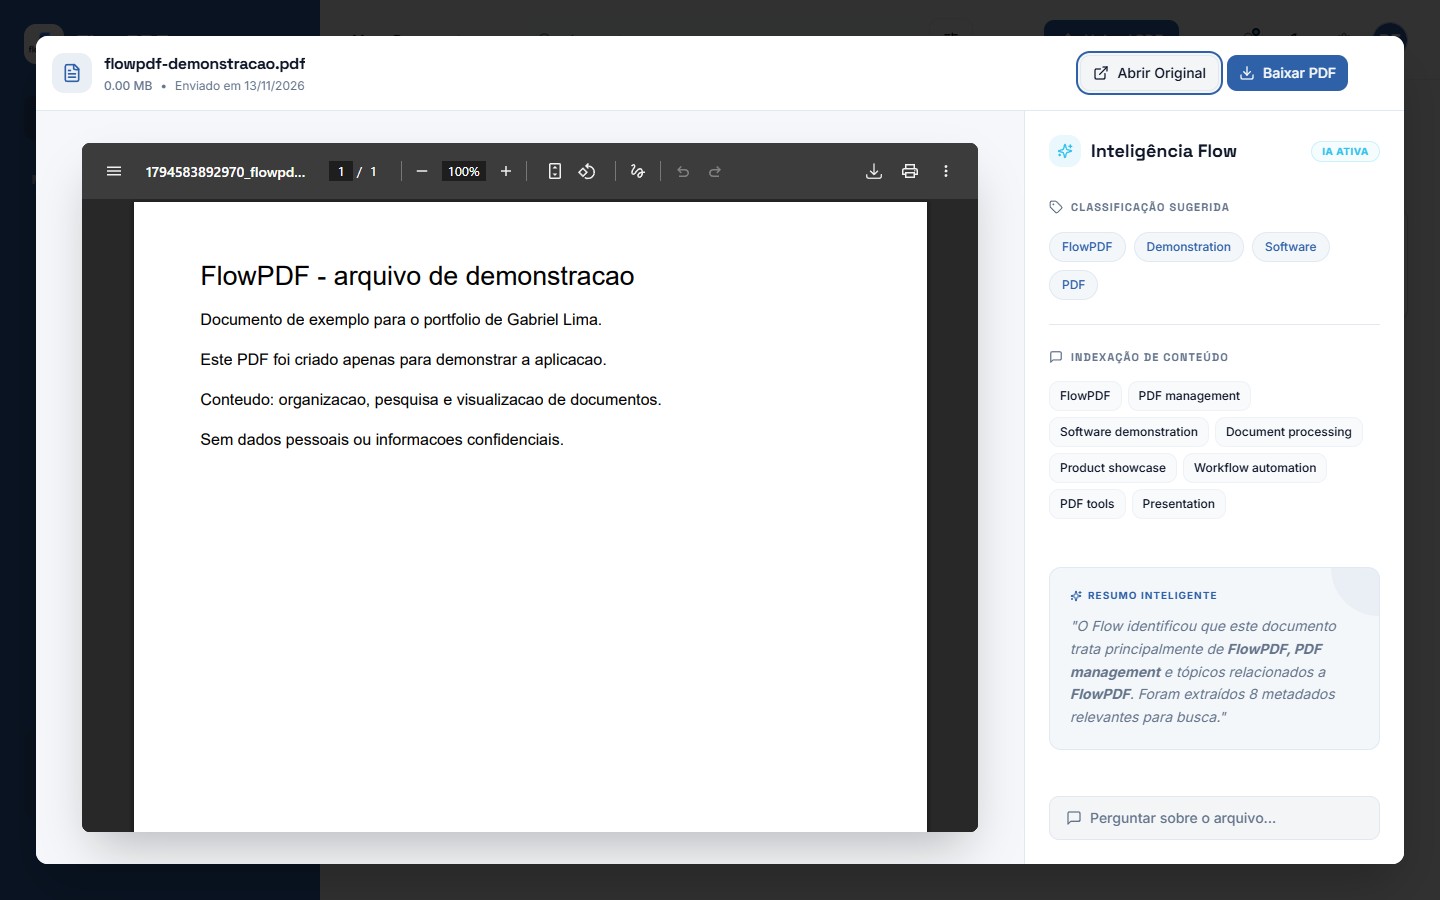 flowpdf-demonstracao.pdf
0.00 MB • Enviado em 13/11/2026
Abrir Original
Baixar PDF
1794583892970_flowpd...
1 / 1
100%
FlowPDF - arquivo de demonstracao
Documento de exemplo para o portfolio de Gabriel Lima.
Este PDF foi criado apenas para demonstrar a aplicacao.
Conteudo: organizacao, pesquisa e visualizacao de documentos.
Sem dados pessoais ou informacoes confidenciais.
Inteligência Flow
IA ATIVA
CLASSIFICAÇÃO SUGERIDA
FlowPDF Demonstration Software
PDF
INDEXAÇÃO DE CONTEÚDO
FlowPDF PDF management
Software demonstration Document processing
Product showcase Workflow automation
PDF tools Presentation
RESUMO INTELIGENTE
"O Flow identificou que este documento
trata principalmente de FlowPDF, PDF
management e tópicos relacionados a
FlowPDF. Foram extraídos 8 metadados
relevantes para busca."
Perguntar sobre o arquivo...